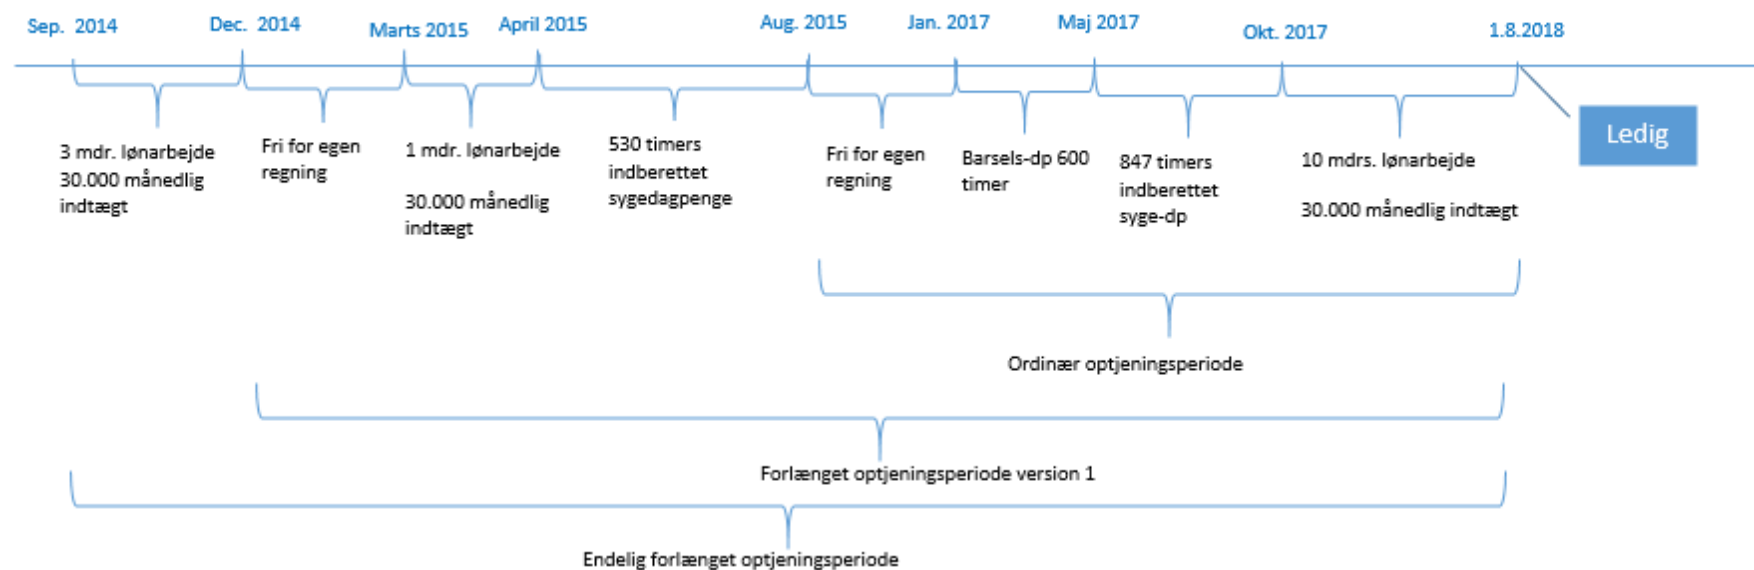 Sep. 2014
Dec. 2014
Marts 2015
April 2015
Aug. 2015
Jan. 2017
Maj 2017
Okt. 2017
1.8.2018
Ledig
3 mdr. lønarbejde
30.000 månedlig
indtægt
Fri for egen
regning
1 mdr. lønarbejde
30.000 månedlig
indtægt
530 timers
indberettet
sygedagpenge
Fri for egen
regning
Barsels-dp 600
timer
847 timers
indberettet
syge-dp
10 mdrs. lønarbejde
30.000 månedlig indtægt
Ordinær optjeningsperiode
Forlænget optjeningsperiode version 1
Endelig forlænget optjeningsperiode